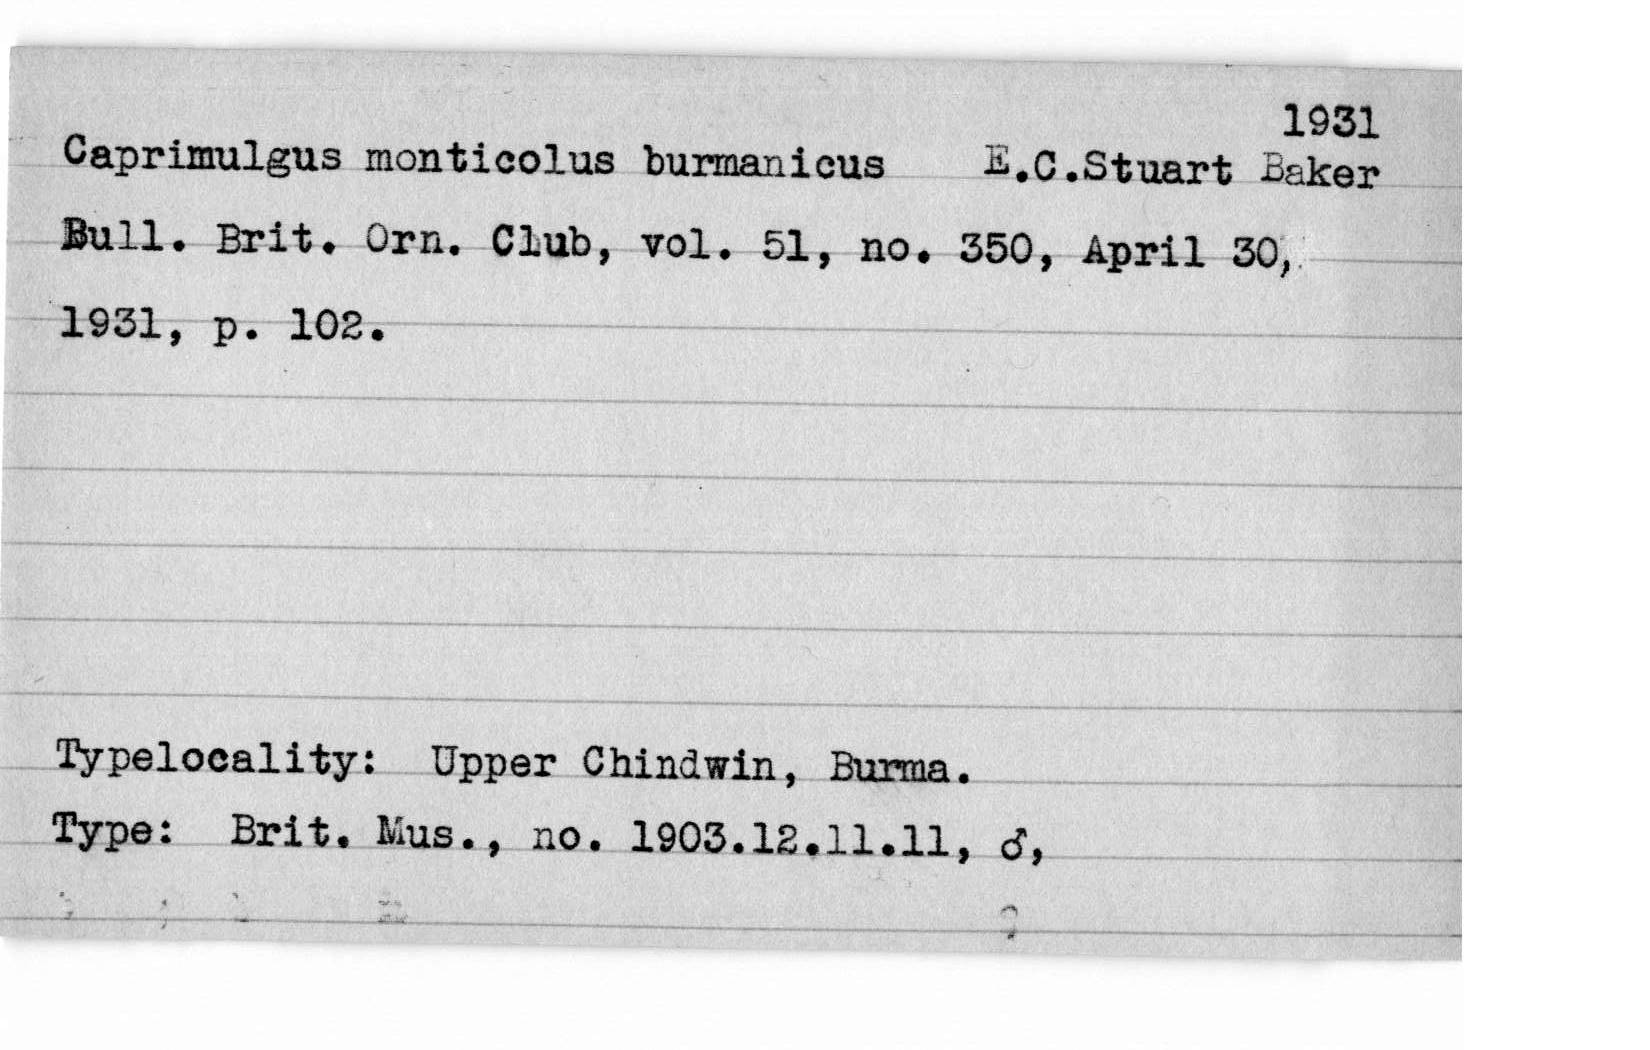 1931
Caprimulgus monticolus burmanicus E.C.Stuart Baker
Bull. Brit. Orn. Club, vol. 51, no. 350, April 30,
1931, p. 102.
Typelocality: Upper Chindwin, Burma.
Type: Brit. Mus., no. 1903.12.11.11, ♂,